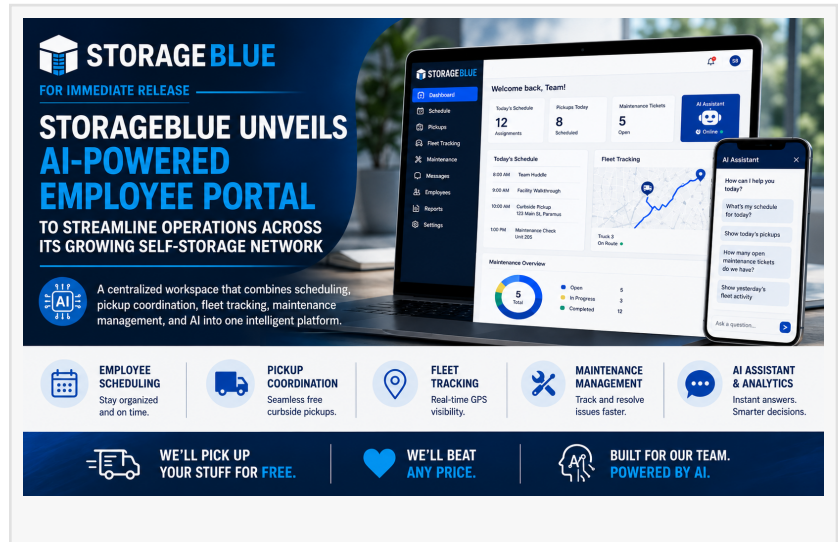 STORAGEBLUE
FOR IMMEDIATE RELEASE
STORAGEBLUE UNVEILS
AI-POWERED
EMPLOYEE PORTAL
TO STREAMLINE OPERATIONS ACROSS
ITS GROWING SELF-STORAGE NETWORK
AI
A centralized workspace that combines scheduling,
pickup coordination, fleet tracking, maintenance
management, and AI into one intelligent platform.
STORAGEBLUE
Dashboard
Schedule
Pickups
Fleet Tracking
Maintenance
Messages
Employees
Reports
Settings
SB
Welcome back, Team!
Today's Schedule
12
Assignments
Pickups Today
8
Scheduled
Maintenance Tickets
5
Open
AI Assistant
Online
Today's Schedule
8:00 AM Team Huddle
9:00 AM Facility Walkthrough
10:00 AM Curbside Pickup
123 Main St, Paramus
1:00 PM Maintenance Check
Unit 205
Fleet Tracking
Truck 3
On Route
Maintenance Overview
5
Total
Open 5
In Progress 3
Completed 12
AI Assistant
How can I help you
today?
What's my schedule
for today?
Show today's pickups
How many open
maintenance tickets
do we have?
Show yesterday's
fleet activity
Ask a question...
EMPLOYEE
SCHEDULING
Stay organized
and on time.
PICKUP
COORDINATION
Seamless free
curbside pickups.
FLEET
TRACKING
Real-time GPS
visibility.
MAINTENANCE
MANAGEMENT
Track and resolve
issues faster.
AI ASSISTANT
& ANALYTICS
Instant answers.
Smarter decisions.
WE'LL PICK UP
YOUR STUFF FOR FREE.
WE'LL BEAT
ANY PRICE.
AI
BUILT FOR OUR TEAM.
POWERED BY AI.